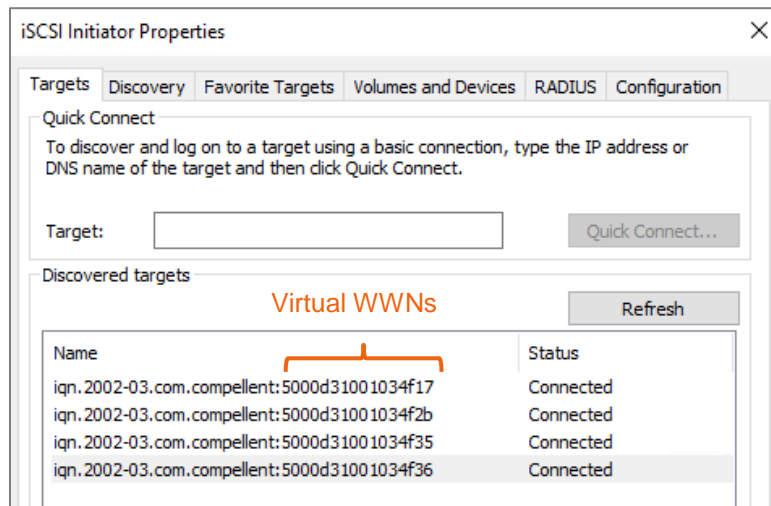 iSCSI Initiator Properties
Targets Discovery Favorite Targets Volumes and Devices RADIUS Configuration
Quick Connect
To discover and log on to a target using a basic connection, type the IP address or
DNS name of the target and then click Quick Connect.
Target: Quick Connect...
Discovered targets
Virtual WWNs
Refresh
Name Status
iqn.2002-03.com.compellent:5000d31001034f17 Connected
iqn.2002-03.com.compellent:5000d31001034f2b Connected
iqn.2002-03.com.compellent:5000d31001034f35 Connected
iqn.2002-03.com.compellent:5000d31001034f36 Connected